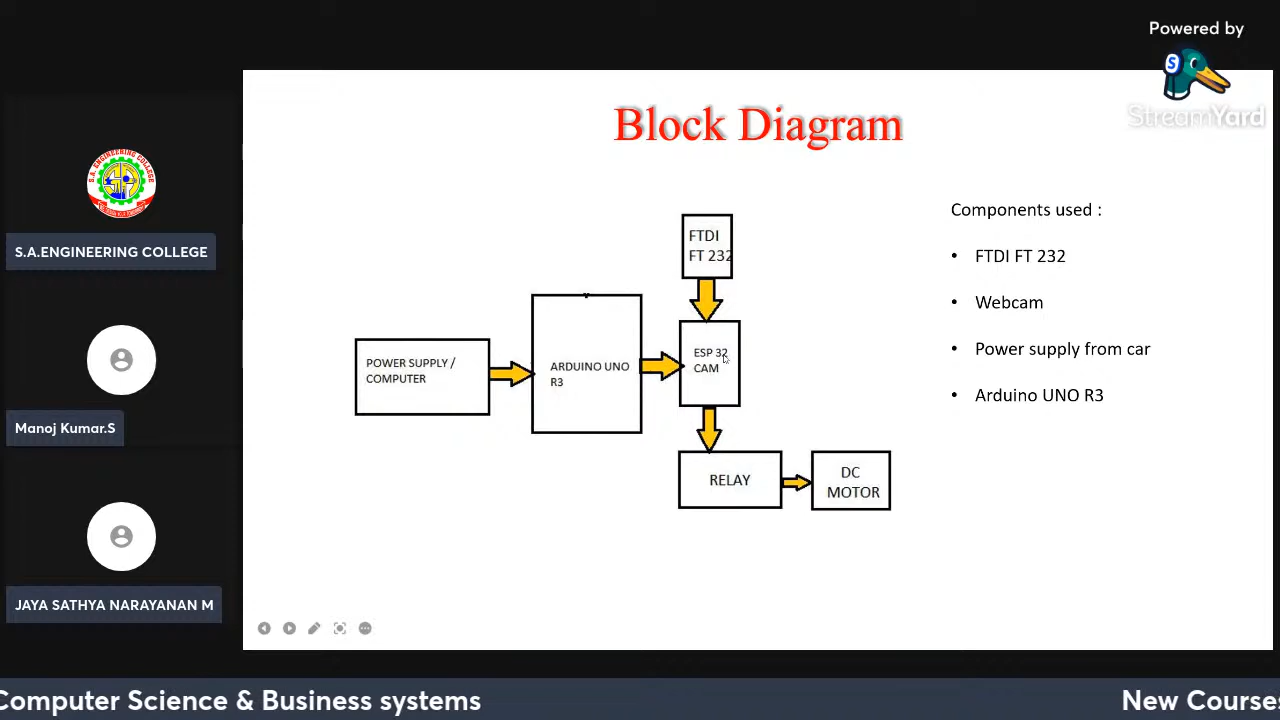 Powered by
StreamYard
Block Diagram
S.A.ENGINEERING COLLEGE
Manoj Kumar.S
JAYA SATHYA NARAYANAN M
FTDI
FT 232
POWER SUPPLY /
COMPUTER
ARDUINO UNO
R3
ESP 32
CAM
RELAY
DC
MOTOR
Components used :
• FTDI FT 232
• Webcam
• Power supply from car
• Arduino UNO R3
Computer Science & Business systems
New Courses